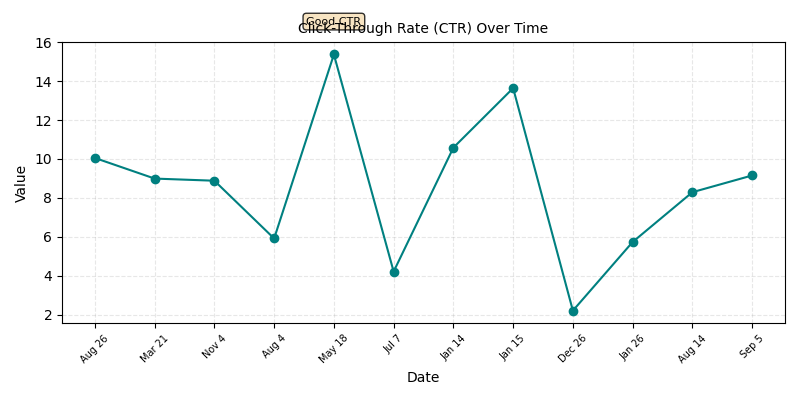 Good CTR
Click-Through Rate (CTR) Over Time
Value
16
14
12
10
8
6
4
2
Aug 26
Mar 21
Nov 4
Aug 4
May 18
Jul 7
Jan 14
Jan 15
Dec 26
Jan 26
Aug 14
Sep 5
Date